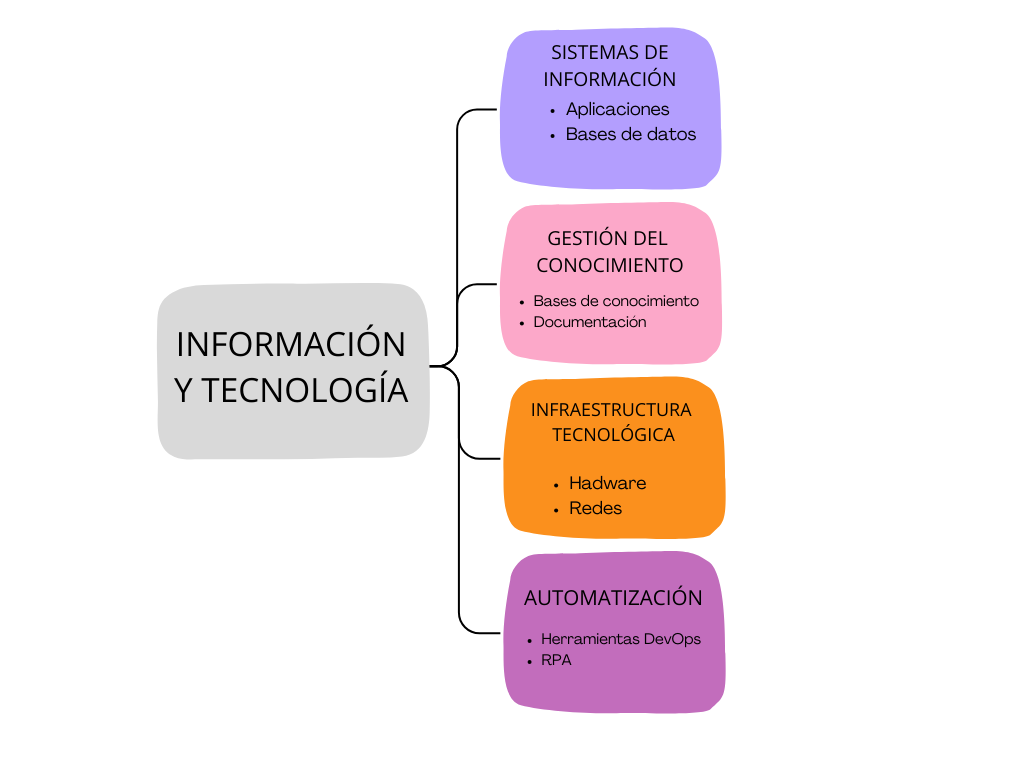 INFORMACIÓN
Y TECNOLOGÍA
SISTEMAS DE
INFORMACIÓN
• Aplicaciones
• Bases de datos
GESTIÓN DEL
CONOCIMIENTO
• Bases de conocimiento
• Documentación
INFRAESTRUCTURA
TECNOLÓGICA
• Hadware
• Redes
AUTOMATIZACIÓN
• Herramientas DevOps
• RPA